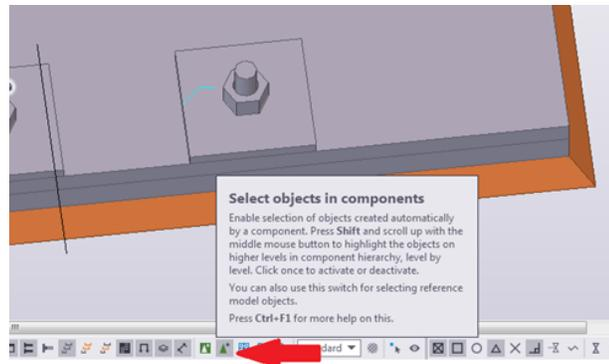 Select objects in components
Enable selection of objects created automatically
by a component. Press Shift and scroll up with the
middle mouse button to highlight the objects on
higher levels in component hierarchy, level by
level. Click once to activate or deactivate.
You can also use this switch for selecting reference
model objects.
Press Ctrl+F1 for more help on this.
dard